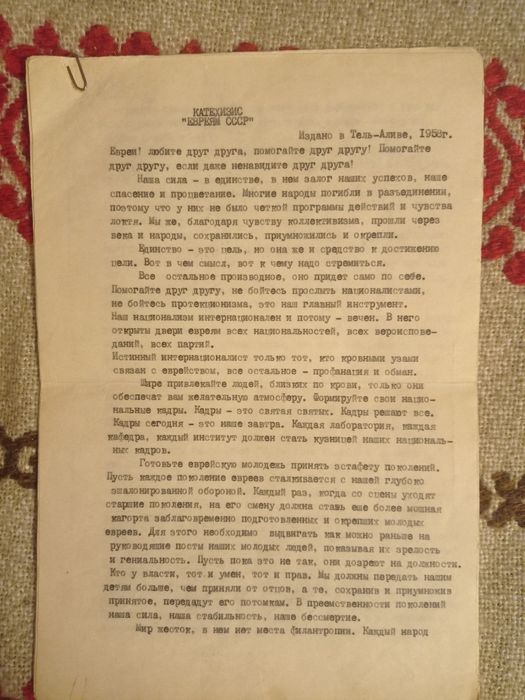 КАТЕХИЗИС
"ЕВРЕЯМ СССР"
Издано в Тель-Аливе, 1958г.
Евреи! любите друг друга, помогайте друг другу! Помогайте
друг другу, если даже ненавидите друг друга!
Наша сила - в единстве, в нем залог наших успехов, наше
спасение и процветание. Многие народы погибли в разъединении,
поэтому что у них не было четкой программы действий и чувства
локтя. Мы же, благодаря чувству коллективизма, прошли через
века и народы, сохранились, приумножились и окрепли.
Единство - это цель, но она же и средство к достижению
цели. Вот в чем смысл, вот к чему надо стремиться.
Все остальное производное, оно придет само по себе.
Помогайте друг другу, не бойтесь прослыть националистами,
не бойтесь протекционизма, это наш главный инструмент.
Наш национализм интернационален и потому - вечен. В него
открыты двери евреям всех национальностей, всех вероиспове-
даний, всех партий.
Истинный интернационалист только тот, кто кровными узами
связан с еврейством, все остальное - профанация и обман.
Шире привлекайте людей, близких по крови, только они
обеспечат вам желательную атмосферу. Формируйте свои нацио-
нальные кадры. Кадры - это святая святых. Кадры решают все.
Кадры сегодня - это наше завтра. Каждая лаборатория, каждая
кафедра, каждый институт должен стать кузницей наших националь-
ных кадров.
Готовьте еврейскую молодежь принять эстафету поколений.
Пусть каждое поколение евреев сталкивается с нашей глубоко
эшалонированной обороной. Каждый раз, когда со сцены уходят
старшие поколения, на его смену должна стать еще более мощная
кагорта заблаговременно подготовленных и окрепших молодых
евреев. Для этого необходимо выдвигать как можно раньше на
руководящие посты наших молодых людей, показывая их зрелость
и гениальность. Пусть пока это не так, они дозреют на должности.
Кто у власти, тот и умен, тот и прав. Мы должны передать нашим
детям больше, чем приняли от отцов, а те, сохранив и приумножив
принятое, передадут его потомкам. В преемственности поколений
наша сила, наша стабильность, наше бессмертие.
Мир жесток, в нем нет места филантропии. Каждый народ